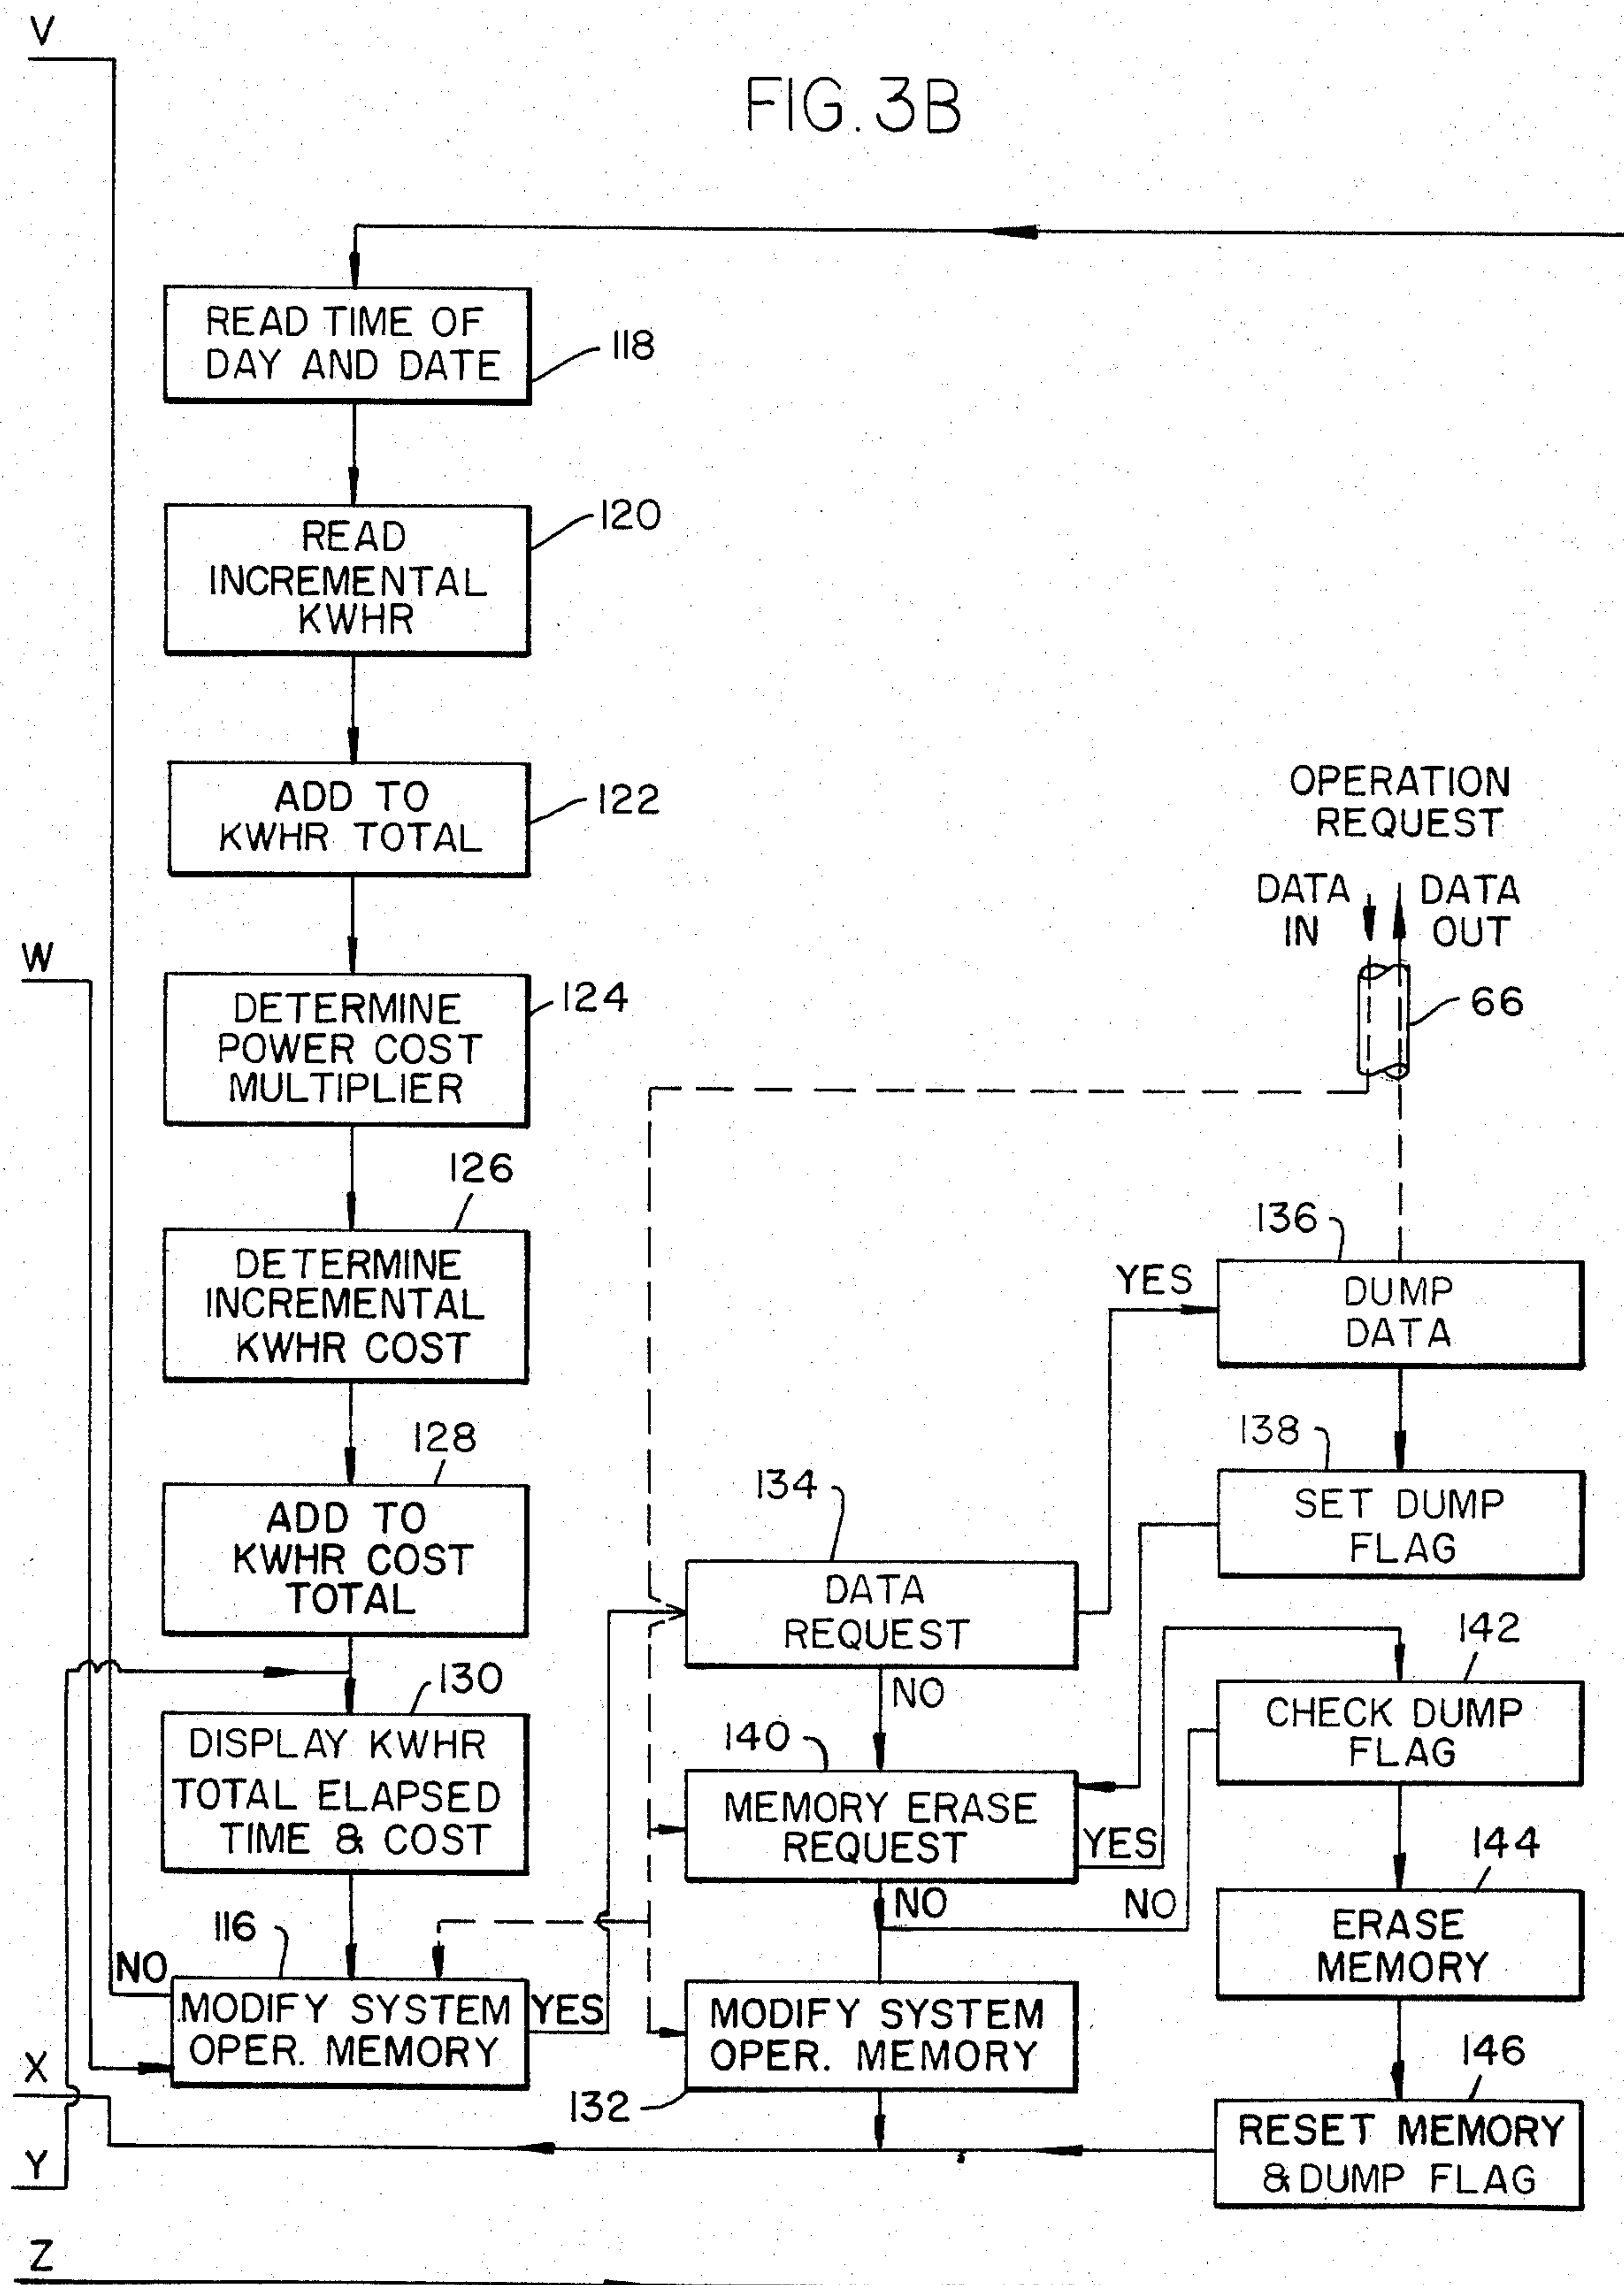 V
FIG. 3B
READ TIME OF
DAY AND DATE
118
READ
INCREMENTAL
KWHR
120
ADD TO
KWHR TOTAL
122
OPERATION
REQUEST
DATA
IN
DATA
OUT
66
W
DETERMINE
POWER COST
MULTIPLIER
124
126
DETERMINE
INCREMENTAL
KWHR COST
128
ADD TO
KWHR COST
TOTAL
130
DISPLAY KWHR
TOTAL ELAPSED
TIME & COST
116
NO
MODIFY SYSTEM
OPER. MEMORY
YES
134
DATA
REQUEST
YES
NO
136
DUMP
DATA
138
SET DUMP
FLAG
140
MEMORY ERASE
REQUEST
YES
NO
142
CHECK DUMP
FLAG
NO
144
ERASE
MEMORY
MODIFY SYSTEM
OPER. MEMORY
132
146
RESET MEMORY
& DUMP FLAG
X
Y
Z